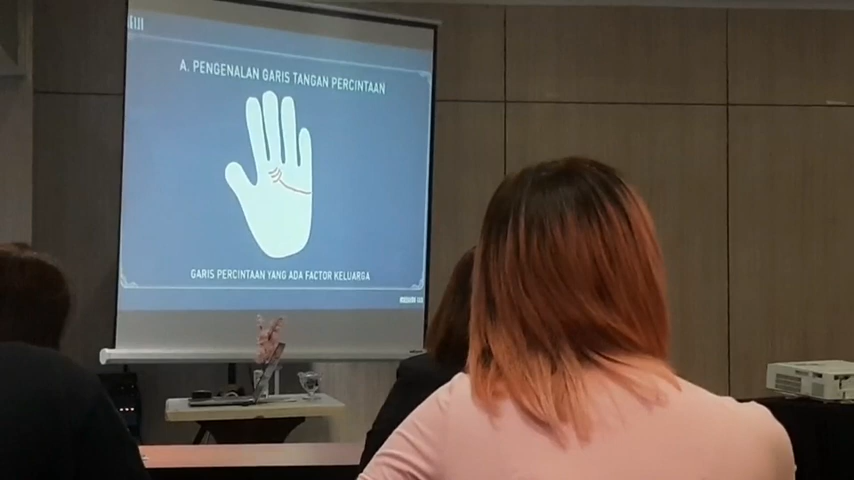 A. PENGENALAN GARIS TANGAN PERCINTAAN
GARIS PERCINTAAN YANG ADA FACTOR KELUARGA